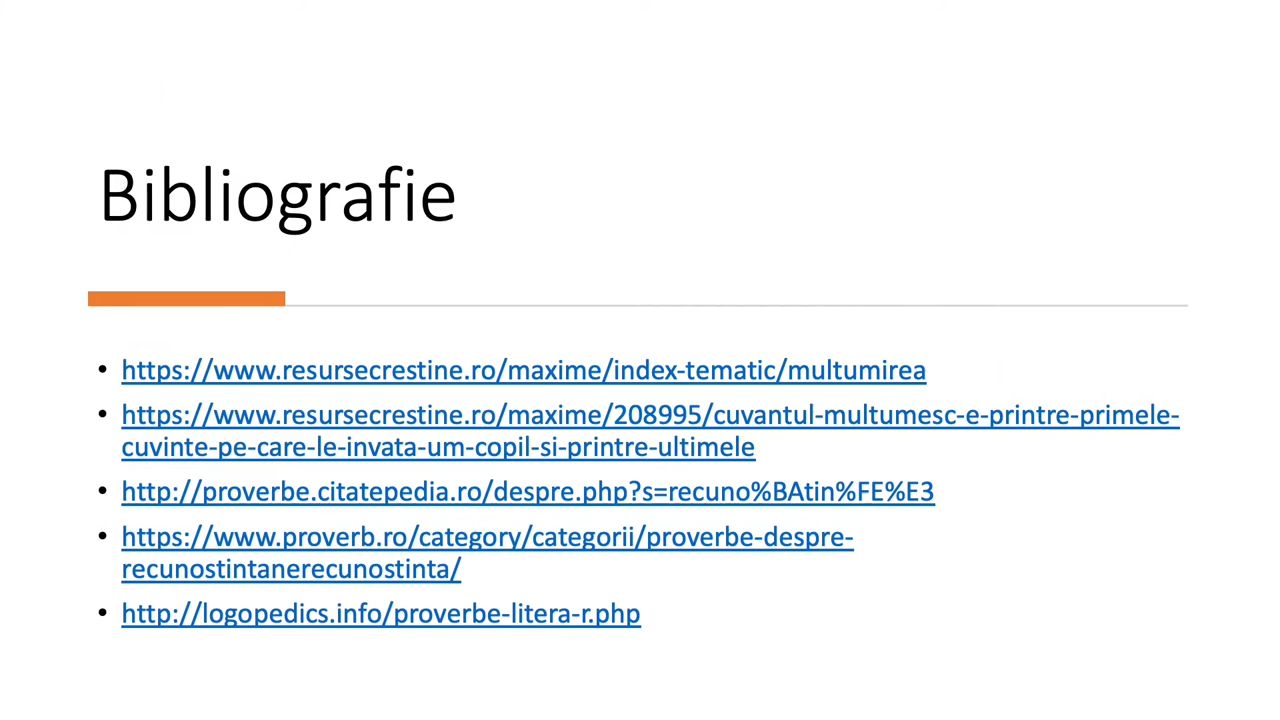 Bibliografie
• https://www.resursecrestine.ro/maxime/index-tematic/multumirea
• https://www.resursecrestine.ro/maxime/208995/cuvantul-multumesc-e-printre-primele-
cuvinte-pe-care-le-invata-um-copil-si-printre-ultimele
• http://proverbe.citatepedia.ro/despre.php?s=recuno%BAtin%FE%E3
• https://www.proverb.ro/category/categorii/proverbe-despre-
recunostintanerecunostinta/
• http://logopedics.info/proverbe-litera-r.php